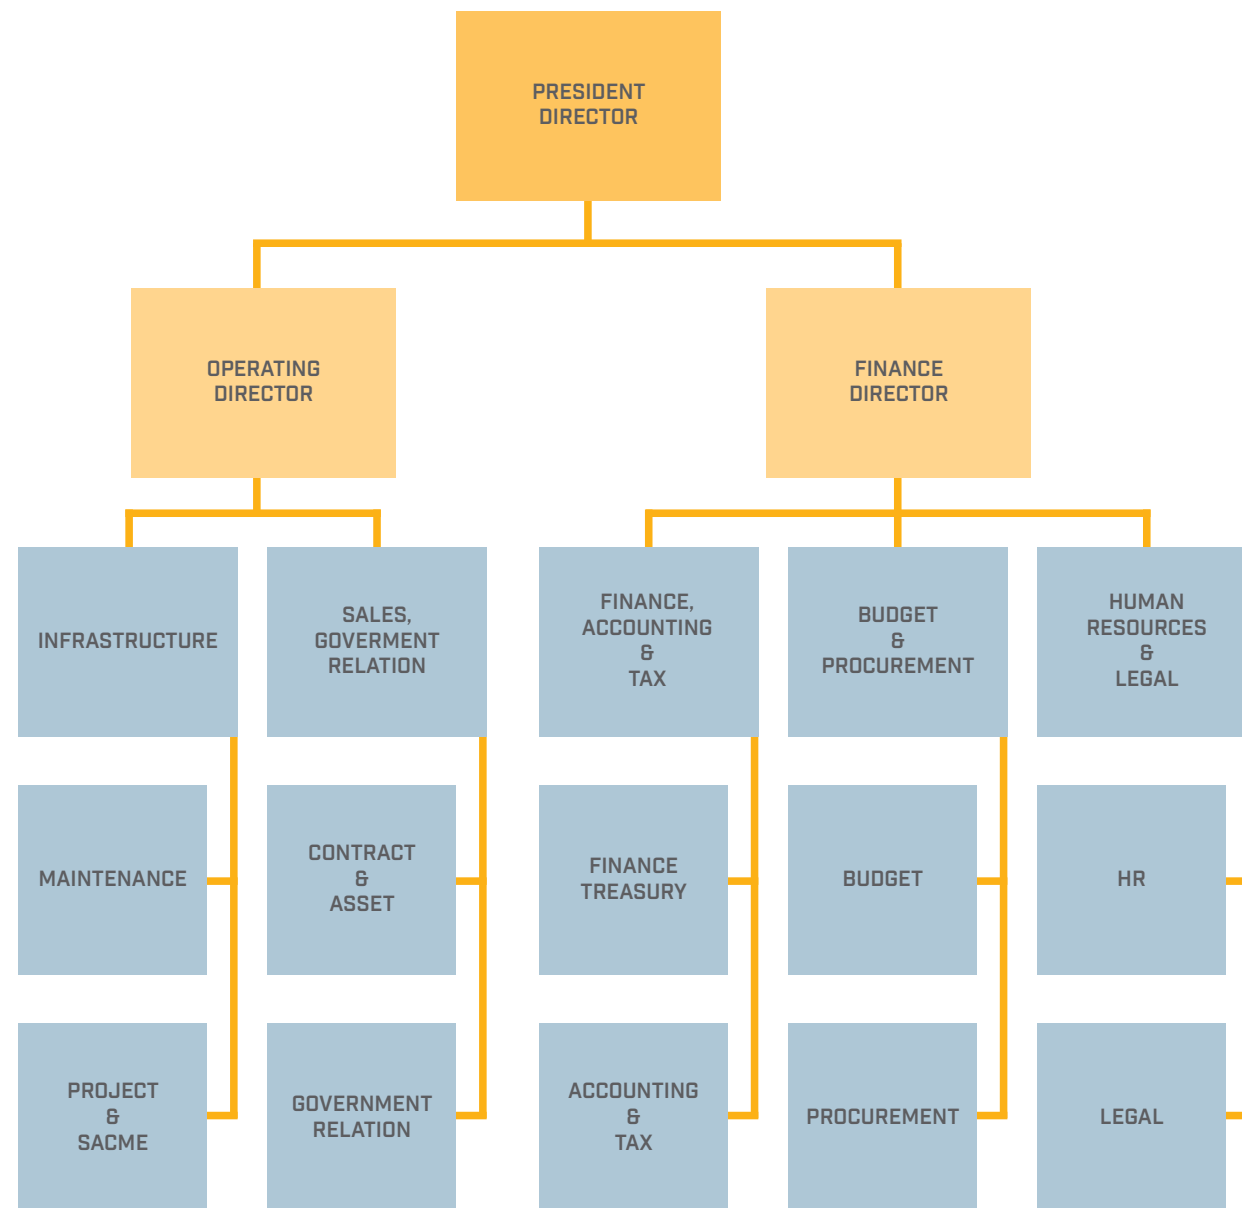 PRESIDENT
DIRECTOR
OPERATING
DIRECTOR
FINANCE
DIRECTOR
INFRASTRUCTURE
SALES,
GOVERMENT
RELATION
FINANCE,
ACCOUNTING
&
TAX
BUDGET
&
PROCUREMENT
HUMAN
RESOURCES
&
LEGAL
MAINTENANCE
CONTRACT
&
ASSET
FINANCE
TREASURY
BUDGET
HR
PROJECT
&
SACME
GOVERNMENT
RELATION
ACCOUNTING
&
TAX
PROCUREMENT
LEGAL